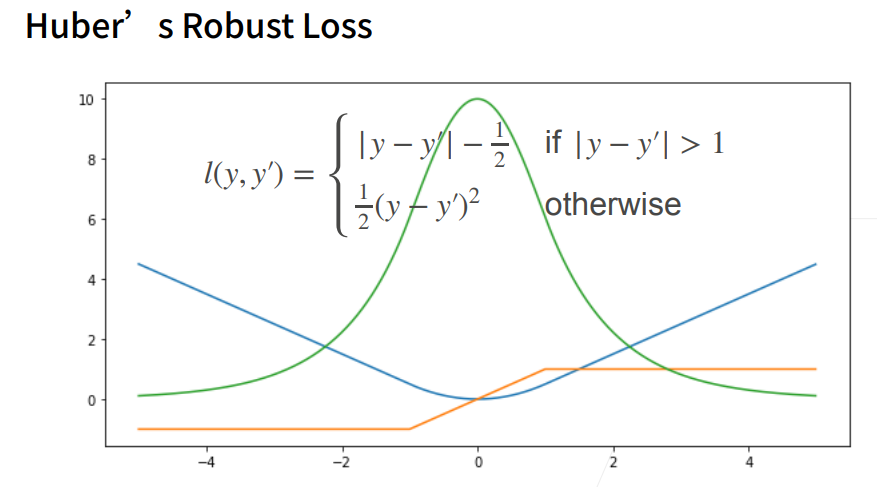 Huber’s Robust Loss
10
8
6
4
2
0
l(y, y′) = { |y − y′| − 1/2 if |y − y′| > 1
1/2(y − y′)² otherwise
−4 −2 0 2 4